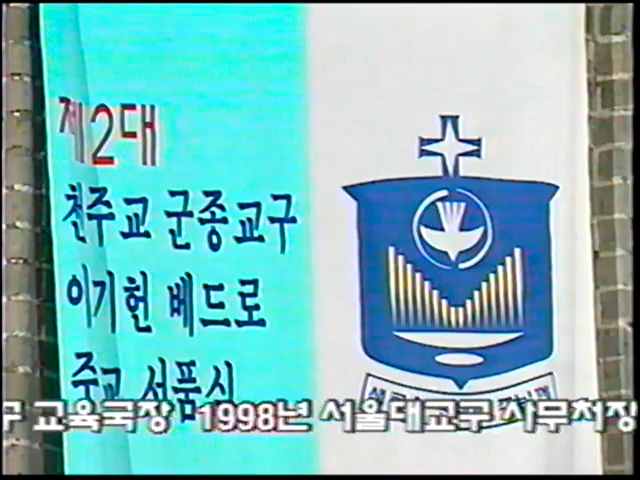 제2대
천주교 군종교구
이기헌 베드로
주교 서품식
구 교육국장 1998년 서울대교구 사무처장